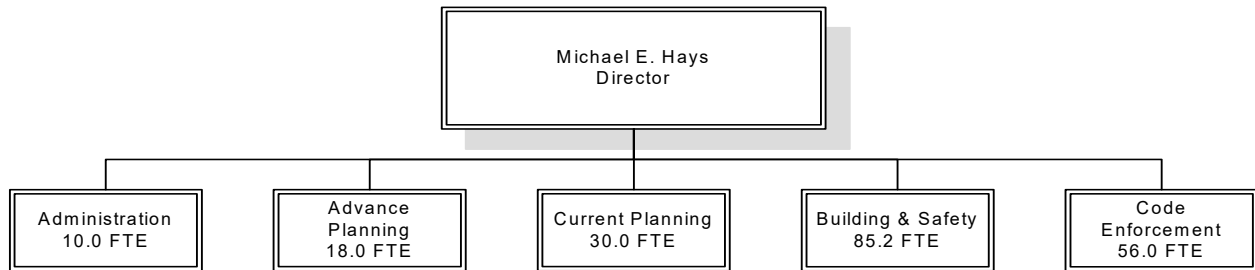 Michael E. Hays
Director
Administration
10.0 FTE
Advance
Planning
18.0 FTE
Current Planning
30.0 FTE
Building & Safety
85.2 FTE
Code
Enforcement
56.0 FTE